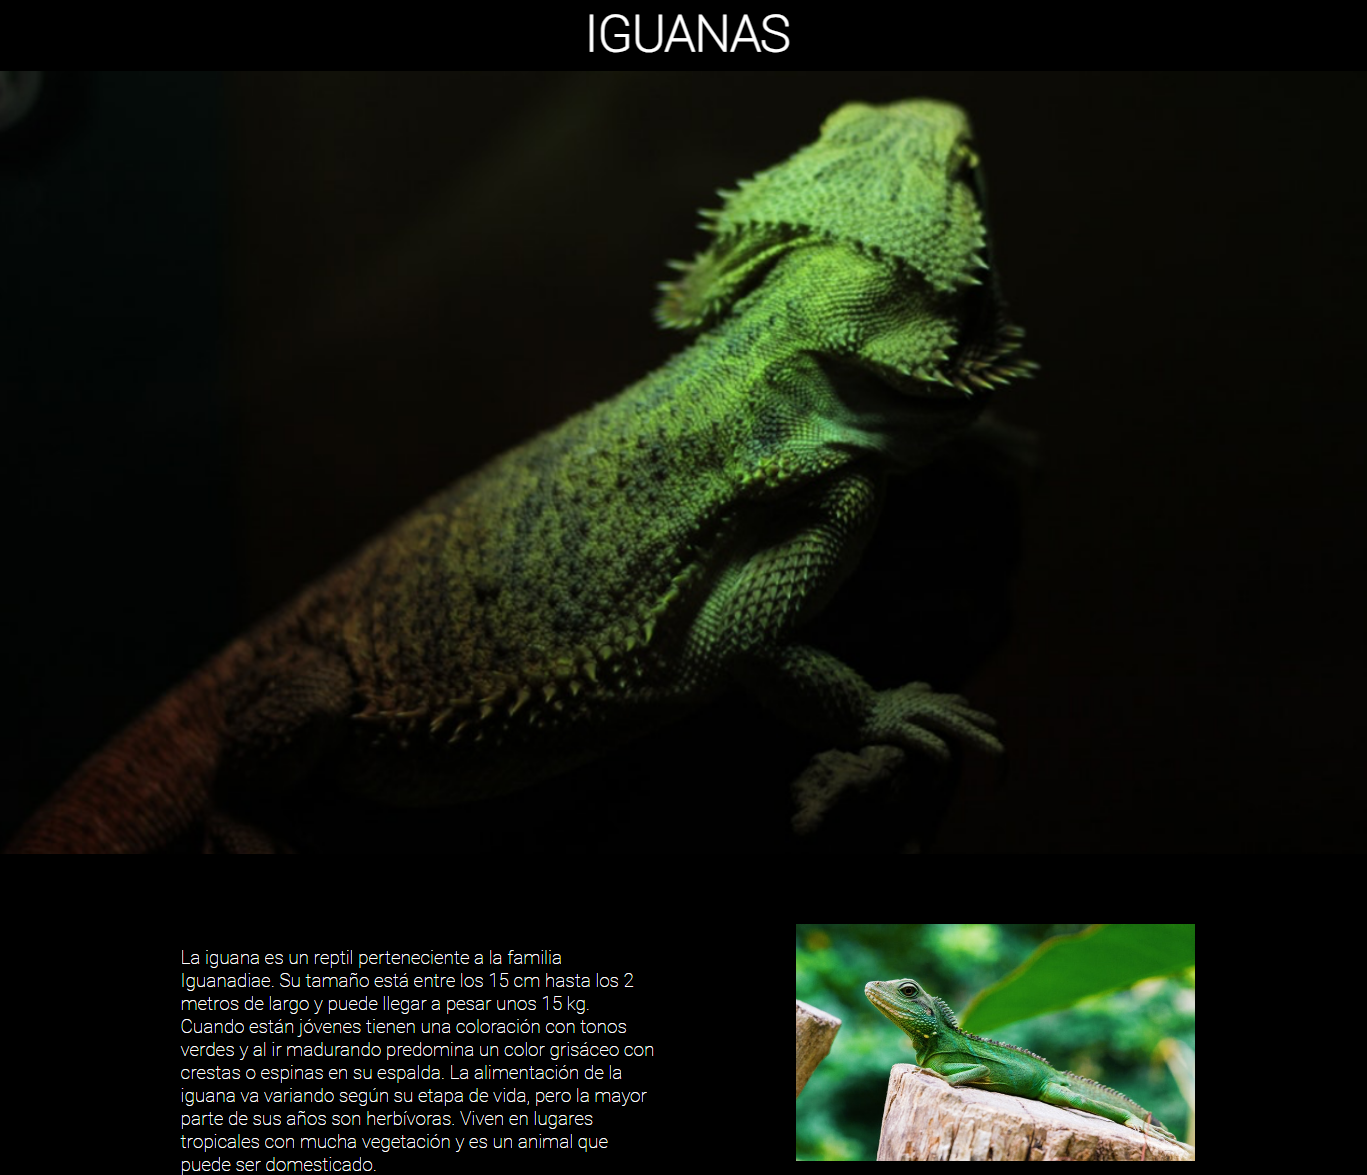 IGUANAS
La iguana es un reptil perteneciente a la familia
Iguanadiae. Su tamaño está entre los 15 cm hasta los 2
metros de largo y puede llegar a pesar unos 15 kg.
Cuando están jóvenes tienen una coloración con tonos
verdes y al ir madurando predomina un color grisáceo con
crestas o espinas en su espalda. La alimentación de la
iguana va variando según su etapa de vida, pero la mayor
parte de sus años son herbívoras. Viven en lugares
tropicales con mucha vegetación y es un animal que
puede ser domesticado.